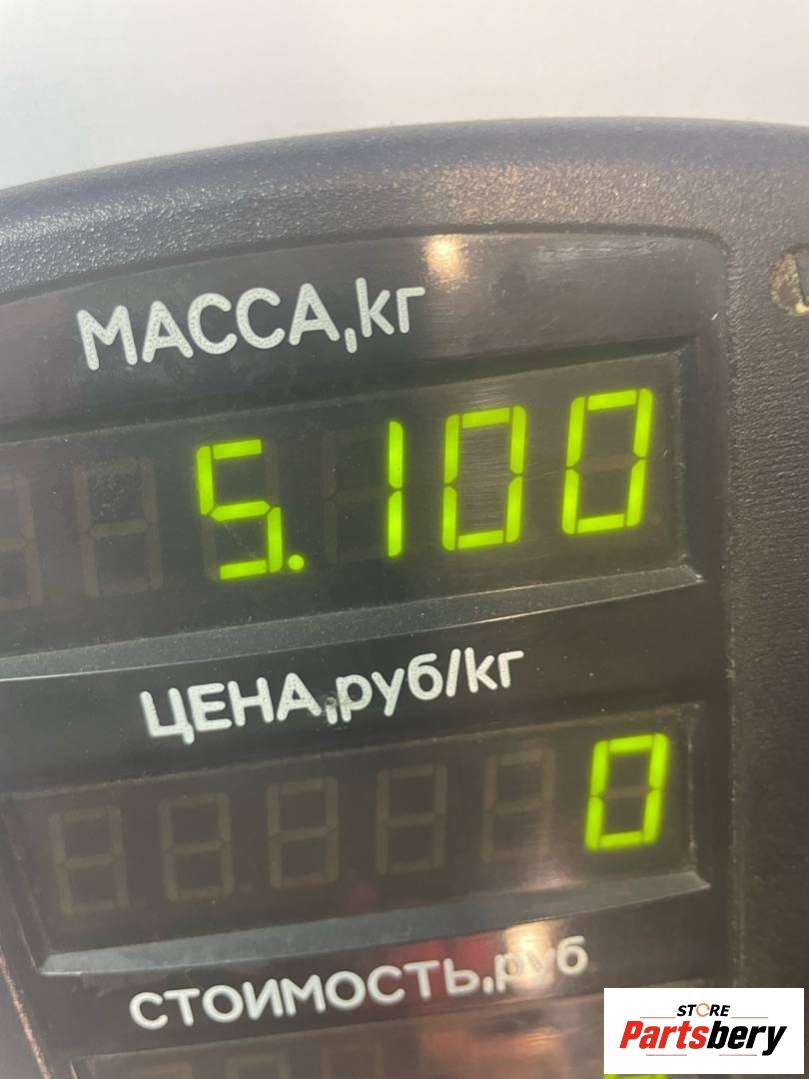 МАССА,кг
5.100
ЦЕНА,руб/кг
0
СТОИМОСТЬ,руб
STORE
Partsbery